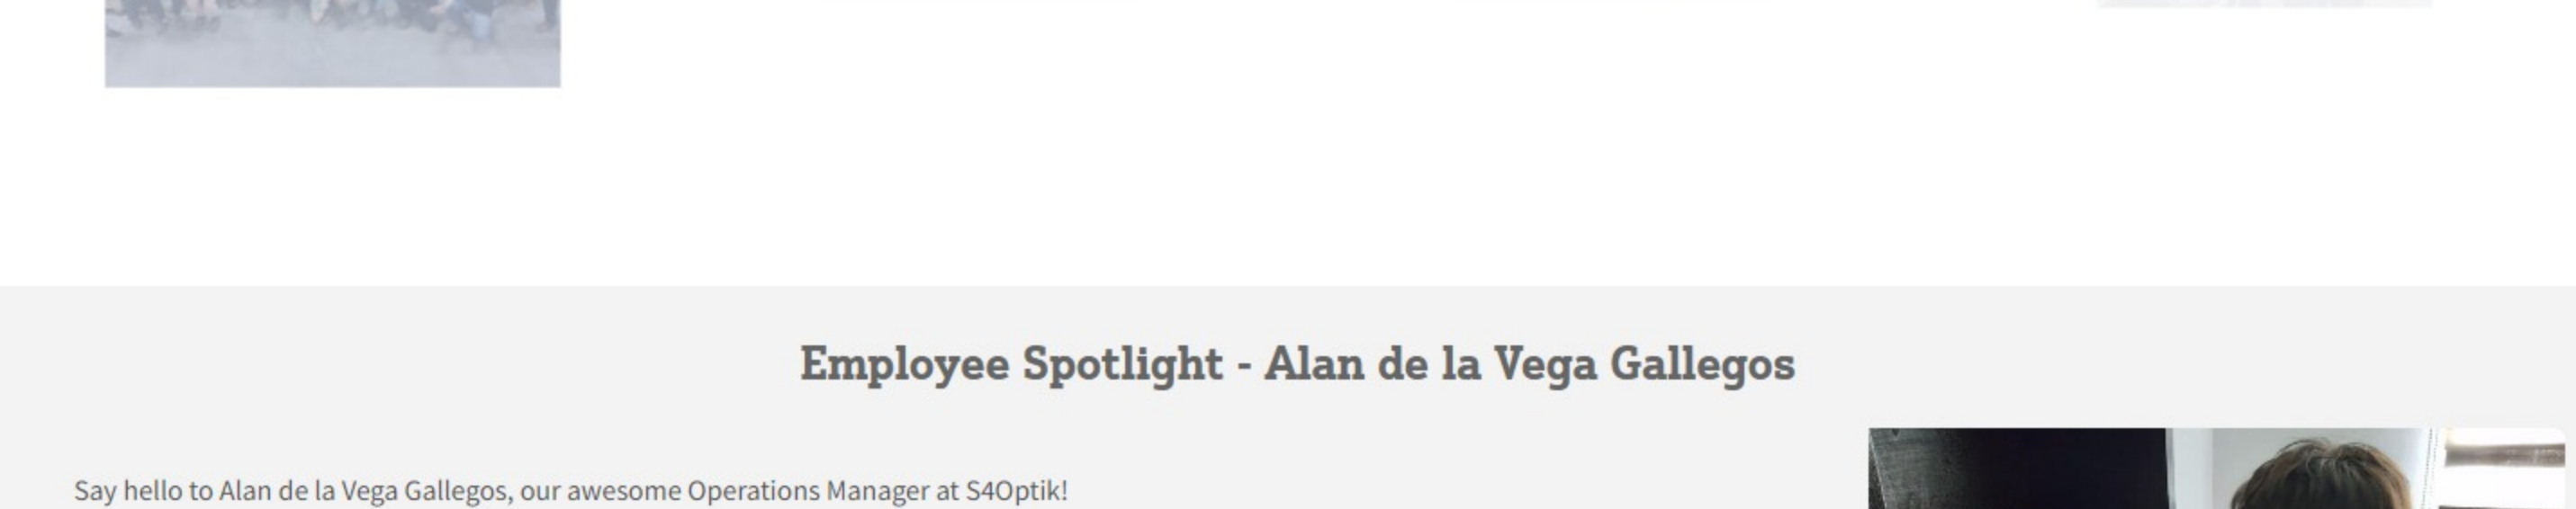 Employee Spotlight - Alan de la Vega Gallegos
Say hello to Alan de la Vega Gallegos, our awesome Operations Manager at S4Optik!